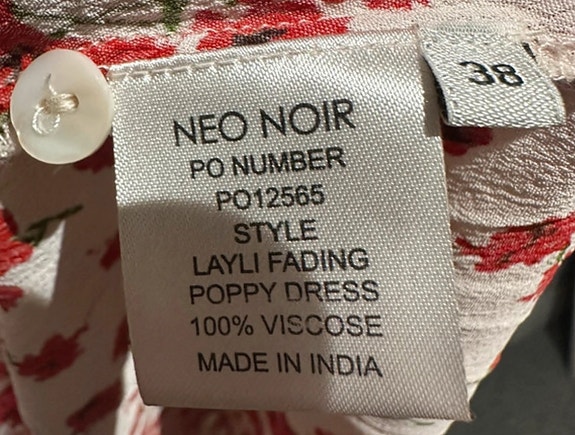 NEO NOIR
PO NUMBER
PO12565
STYLE
LAYLI FADING
POPPY DRESS
100% VISCOSE
MADE IN INDIA
38